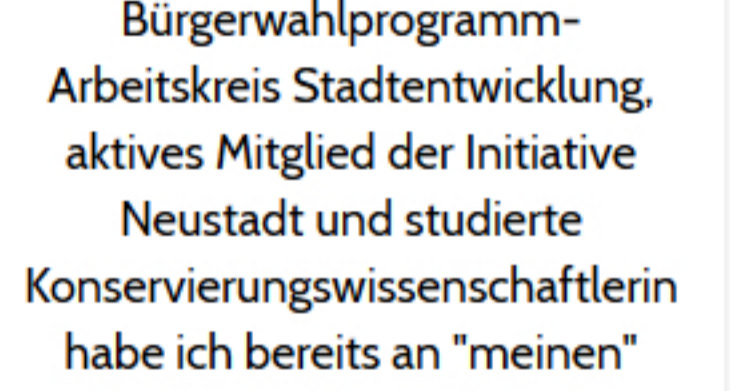 Bürgerwahlprogramm-
Arbeitskreis Stadtentwicklung,
aktives Mitglied der Initiative
Neustadt und studierte
Konservierungswissenschaftlerin
habe ich bereits an "meinen"